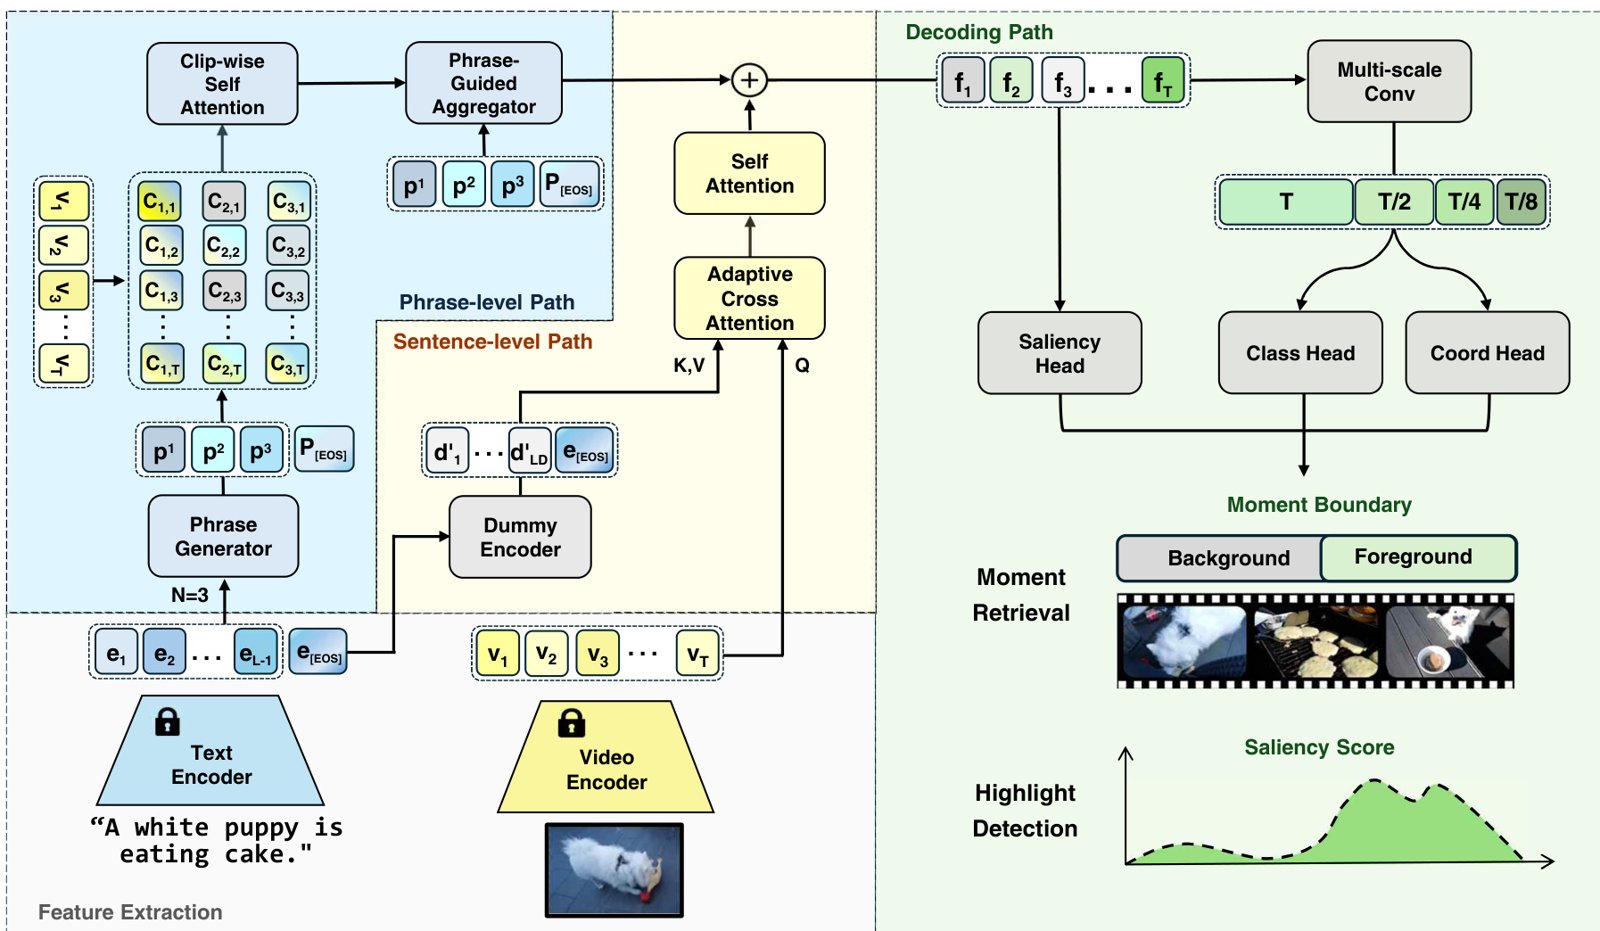 Decoding Path
Clip-wise
Self
Attention
Phrase-
Guided
Aggregator
+
f1 f2 f3 ... fT
Multi-scale
Conv
p1 p2 p3 P[EOS]
Self
Attention
v1
v2
v3
vT
C1,1 C2,1 C3,1
C1,2 C2,2 C3,2
C1,3 C2,3 C3,3
C1,T C2,T C3,T
T T/2 T/4 T/8
Adaptive
Cross
Attention
Phrase-level Path
Sentence-level Path
K,V Q
Saliency
Head
Class Head
Coord Head
p1 p2 p3 P[EOS]
d'1 ... d'LD e[EOS]
Phrase
Generator
Dummy
Encoder
N=3
Moment Boundary
Background Foreground
Moment
Retrieval
e1 e2 ... eL-1 e[EOS]
v1 v2 v3 ... vT
Text
Encoder
Video
Encoder
“A white puppy is
eating cake."
Saliency Score
Highlight
Detection
Feature Extraction